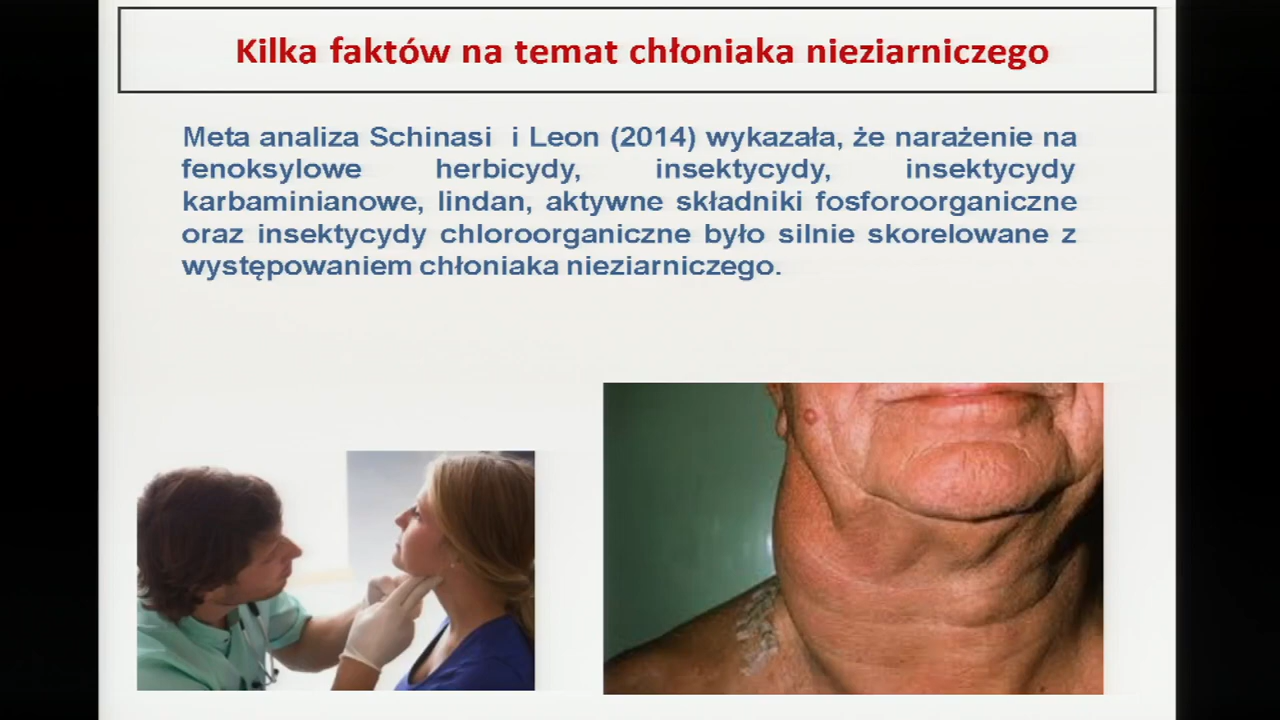 Kilka faktów na temat chłoniaka nieziarniczego
Meta analiza Schinasi i Leon (2014) wykazała, że narażenie na
fenoksylowe herbicydy, insektycydy, insektycydy
karbaminianowe, lindan, aktywne składniki fosforoorganiczne
oraz insektycydy chloroorganiczne było silnie skorelowane z
występowaniem chłoniaka nieziarniczego.